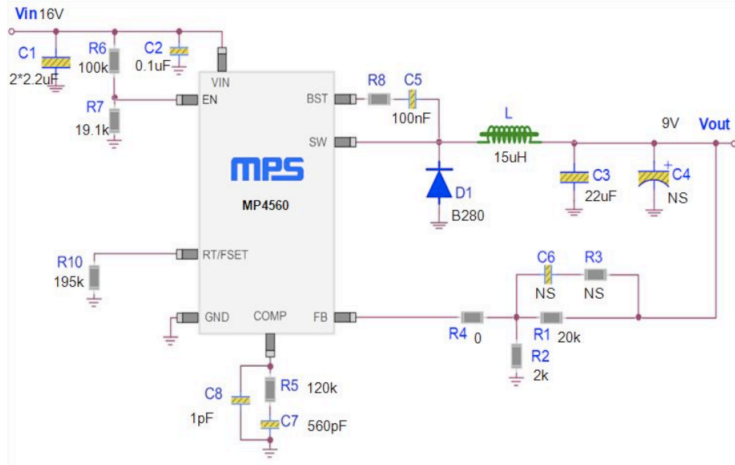 Vin 16V
C1
2*2.2uF
R6
100k
C2
0.1uF
R7
19.1k
VIN
EN
BST
SW
R8
C5
100nF
L
15uH
9V
Vout
mps
MP4560
D1
B280
C3
22uF
+
C4
NS
R10
195k
RT/FSET
C6
R3
NS
NS
GND
COMP
FB
R4
0
R1
20k
R2
2k
C8
1pF
R5
120k
C7
560pF